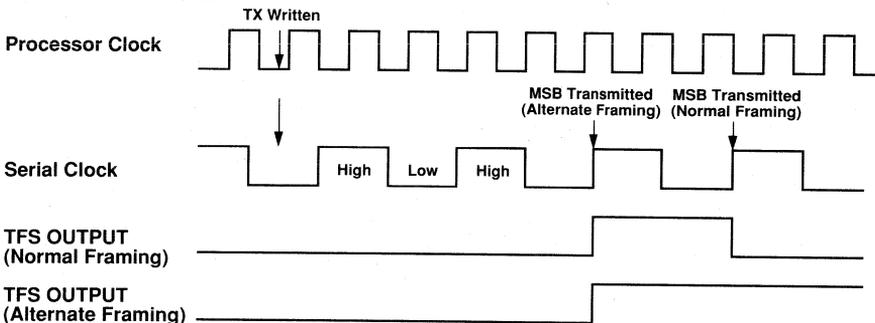 TX Written
Processor Clock
MSB Transmitted
(Alternate Framing)
MSB Transmitted
(Normal Framing)
Serial Clock
High
Low
High
TFS OUTPUT
(Normal Framing)
TFS OUTPUT
(Alternate Framing)